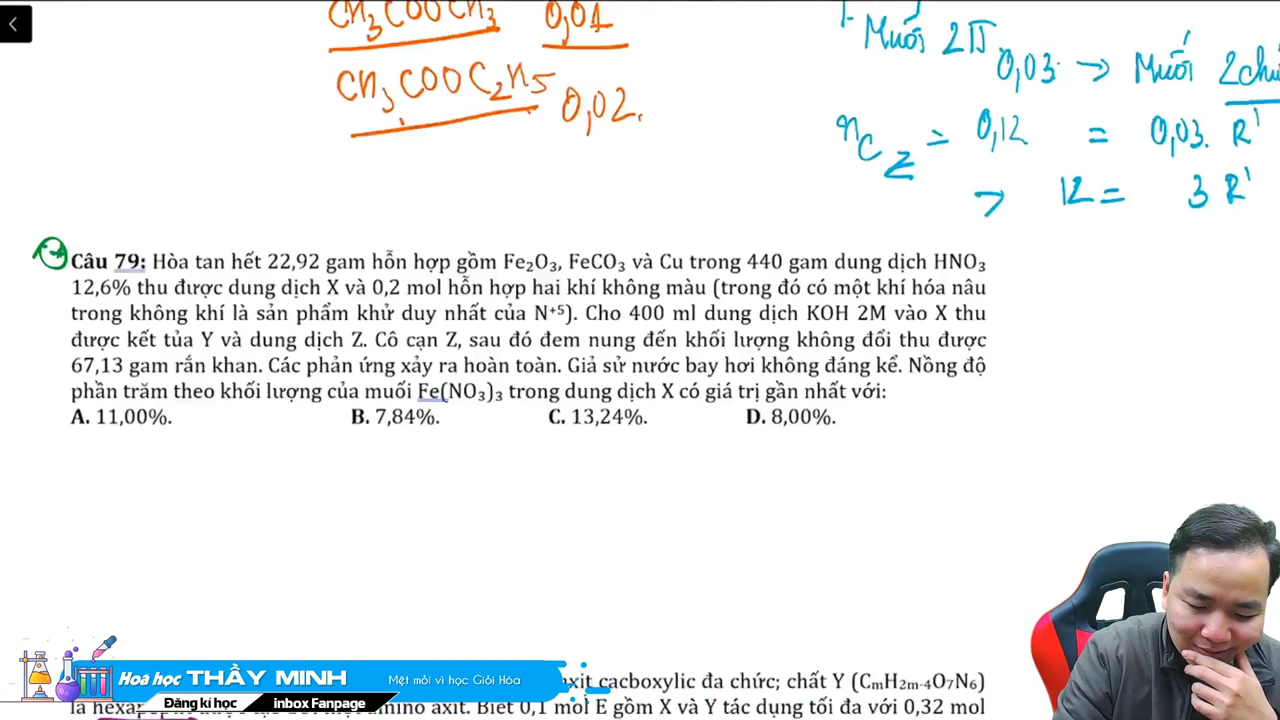 CH3COOCH3 0,01
CH3COOC2H5 0,02.
Muối 2π
0,03 → Muối 2chứ
nC Z = 0,12 = 0,03. R'
→ 12 = 3 R'
Câu 79: Hòa tan hết 22,92 gam hỗn hợp gồm Fe2O3, FeCO3 và Cu trong 440 gam dung dịch HNO3
12,6% thu được dung dịch X và 0,2 mol hỗn hợp hai khí không màu (trong đó có một khí hóa nâu
trong không khí là sản phẩm khử duy nhất của N+5). Cho 400 ml dung dịch KOH 2M vào X thu
được kết tủa Y và dung dịch Z. Cô cạn Z, sau đó đem nung đến khối lượng không đổi thu được
67,13 gam rắn khan. Các phản ứng xảy ra hoàn toàn. Giả sử nước bay hơi không đáng kể. Nồng độ
phần trăm theo khối lượng của muối Fe(NO3)3 trong dung dịch X có giá trị gần nhất với:
A. 11,00%. B. 7,84%. C. 13,24%. D. 8,00%.
Hoá học THẦY MINH
Mệt mỏi vì học Giỏi Hóa
Đăng kí học inbox Fanpage
axit cacboxylic đa chức; chất Y (CmH2m-4O7N6)
amino axit. Biết 0,1 mol E gồm X và Y tác dụng tối đa với 0,32 mol